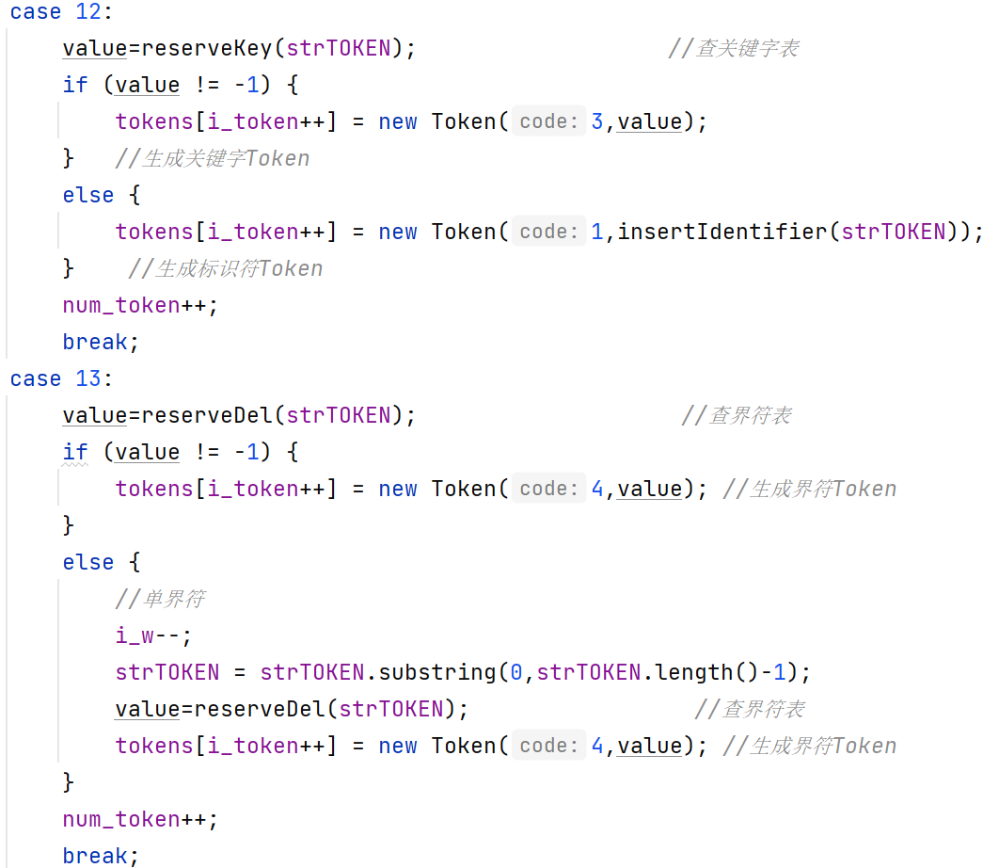 case 12:
value=reserveKey(strTOKEN); //查关键字表
if (value != -1) {
tokens[i_token++] = new Token( code: 3,value);
} //生成关键字Token
else {
tokens[i_token++] = new Token( code: 1,insertIdentifier(strTOKEN));
} //生成标识符Token
num_token++;
break;
case 13:
value=reserveDel(strTOKEN); //查界符表
if (value != -1) {
tokens[i_token++] = new Token( code: 4,value); //生成界符Token
}
else {
//单界符
i_w--;
strTOKEN = strTOKEN.substring(0,strTOKEN.length()-1);
value=reserveDel(strTOKEN); //查界符表
tokens[i_token++] = new Token( code: 4,value); //生成界符Token
}
num_token++;
break;